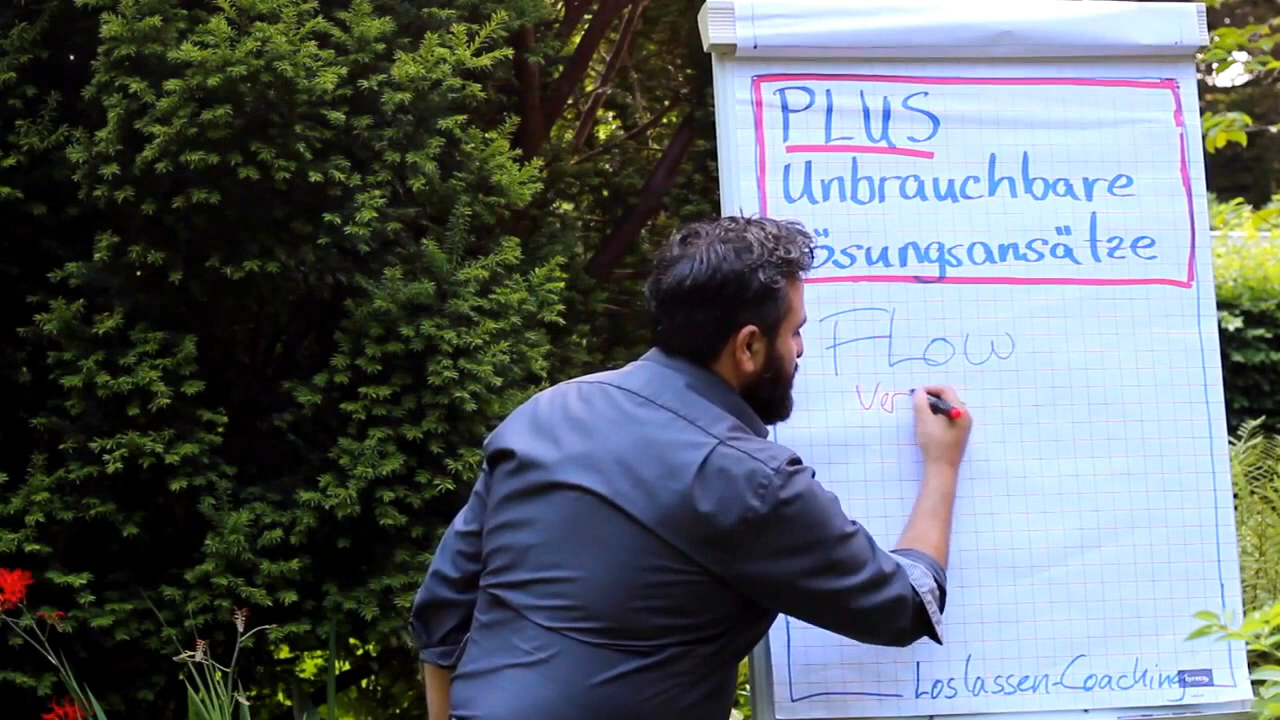 PLUS
Unbrauchbare
ösungsansätze
FLow
Ver
Loslassen-Coaching